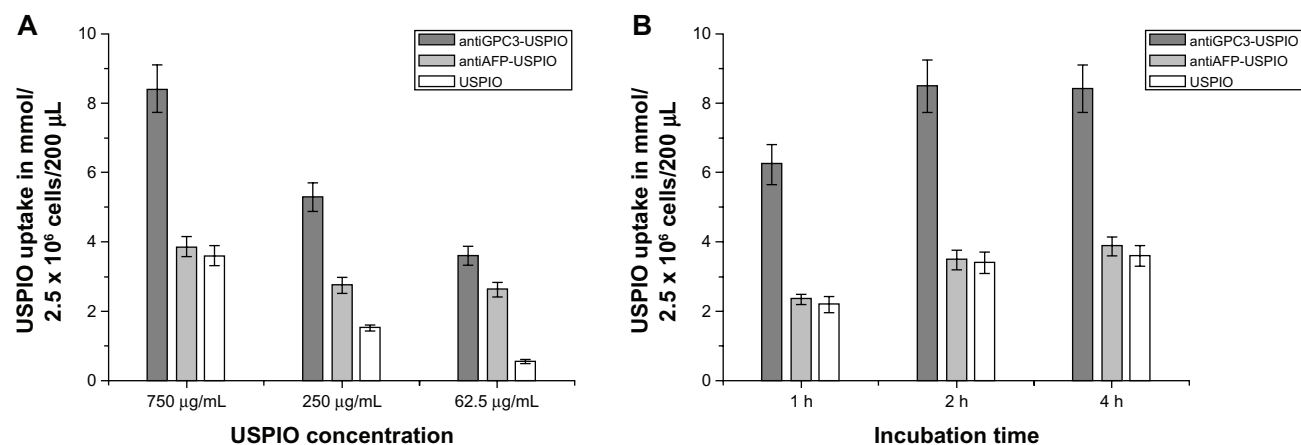 A
USPIO uptake in mmol/
2.5 x 10⁶ cells/200 μL
10
8
6
4
2
0
antiGPC3-USPIO
antiAFP-USPIO
USPIO
750 μg/mL
250 μg/mL
62.5 μg/mL
USPIO concentration
B
USPIO uptake in mmol/
2.5 x 10⁶ cells/200 μL
10
8
6
4
2
0
antiGPC3-USPIO
antiAFP-USPIO
USPIO
1 h
2 h
4 h
Incubation time